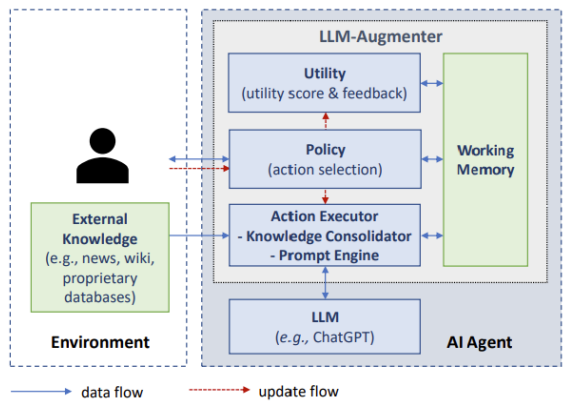 LLM-Augmenter
Utility
(utility score & feedback)
Policy
(action selection)
Working
Memory
External
Knowledge
(e.g., news, wiki,
proprietary
databases)
Action Executor
- Knowledge Consolidator
- Prompt Engine
LLM
(e.g., ChatGPT)
Environment
AI Agent
data flow
update flow